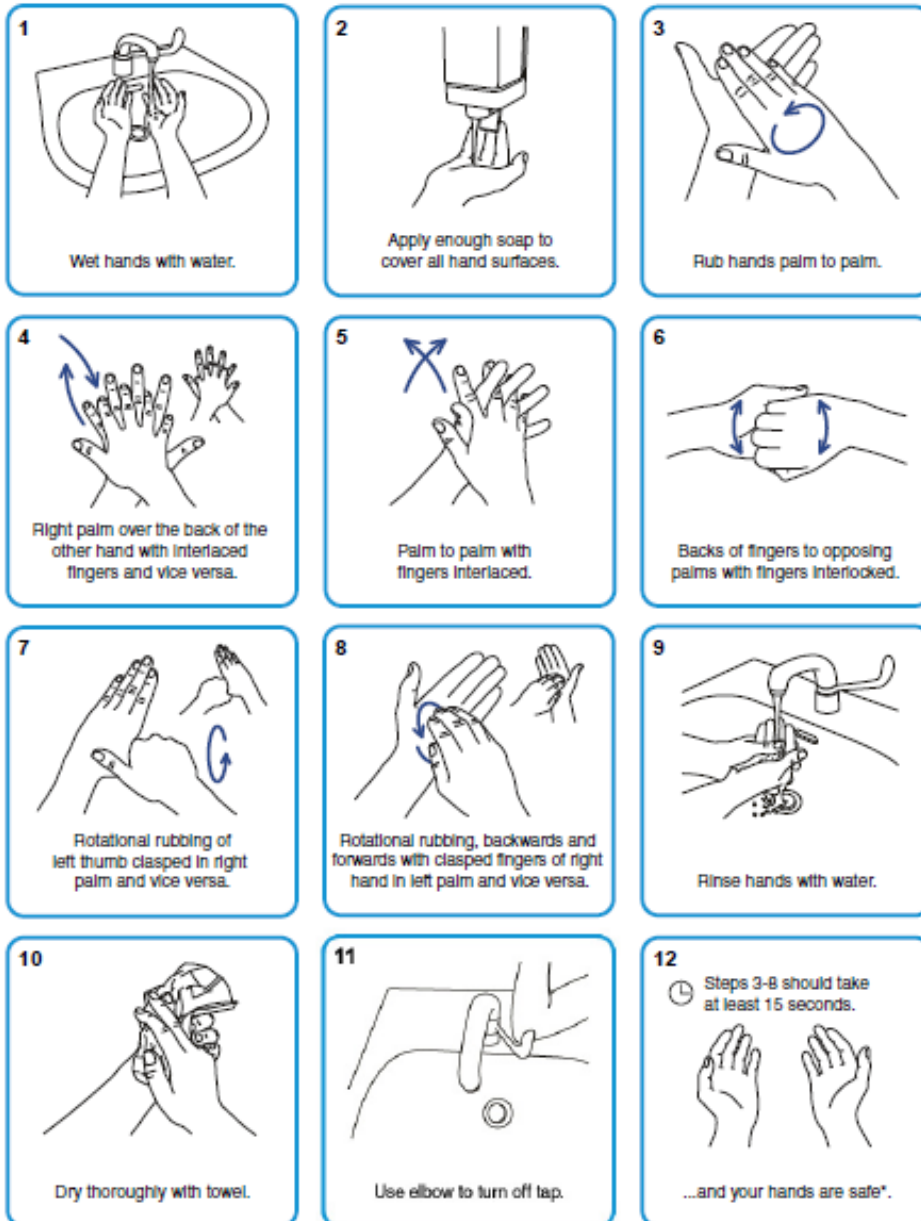 1
Wet hands with water.
2
Apply enough soap to
cover all hand surfaces.
3
Rub hands palm to palm.
4
Right palm over the back of the
other hand with interlaced
fingers and vice versa.
5
Palm to palm with
fingers interlaced.
6
Backs of fingers to opposing
palms with fingers interlocked.
7
Rotational rubbing of
left thumb clasped in right
palm and vice versa.
8
Rotational rubbing, backwards and
forwards with clasped fingers of right
hand in left palm and vice versa.
9
Rinse hands with water.
10
Dry thoroughly with towel.
11
Use elbow to turn off tap.
12
Steps 3-8 should take
at least 15 seconds.
...and your hands are safe*.